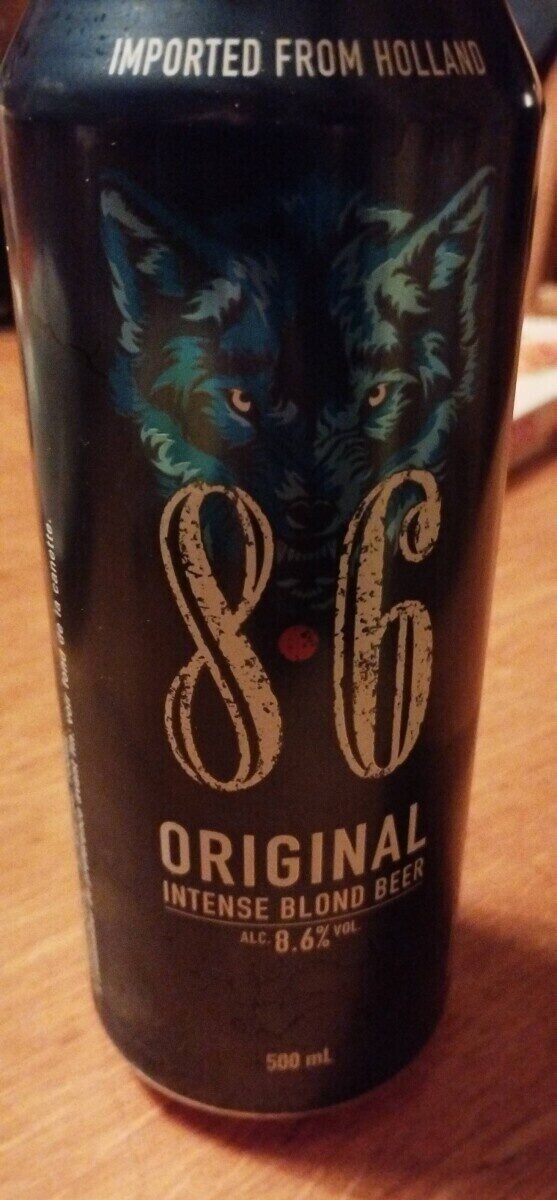 IMPORTED FROM HOLLAND
8.6
ORIGINAL
INTENSE BLOND BEER
ALC. 8.6% VOL.
500 mL